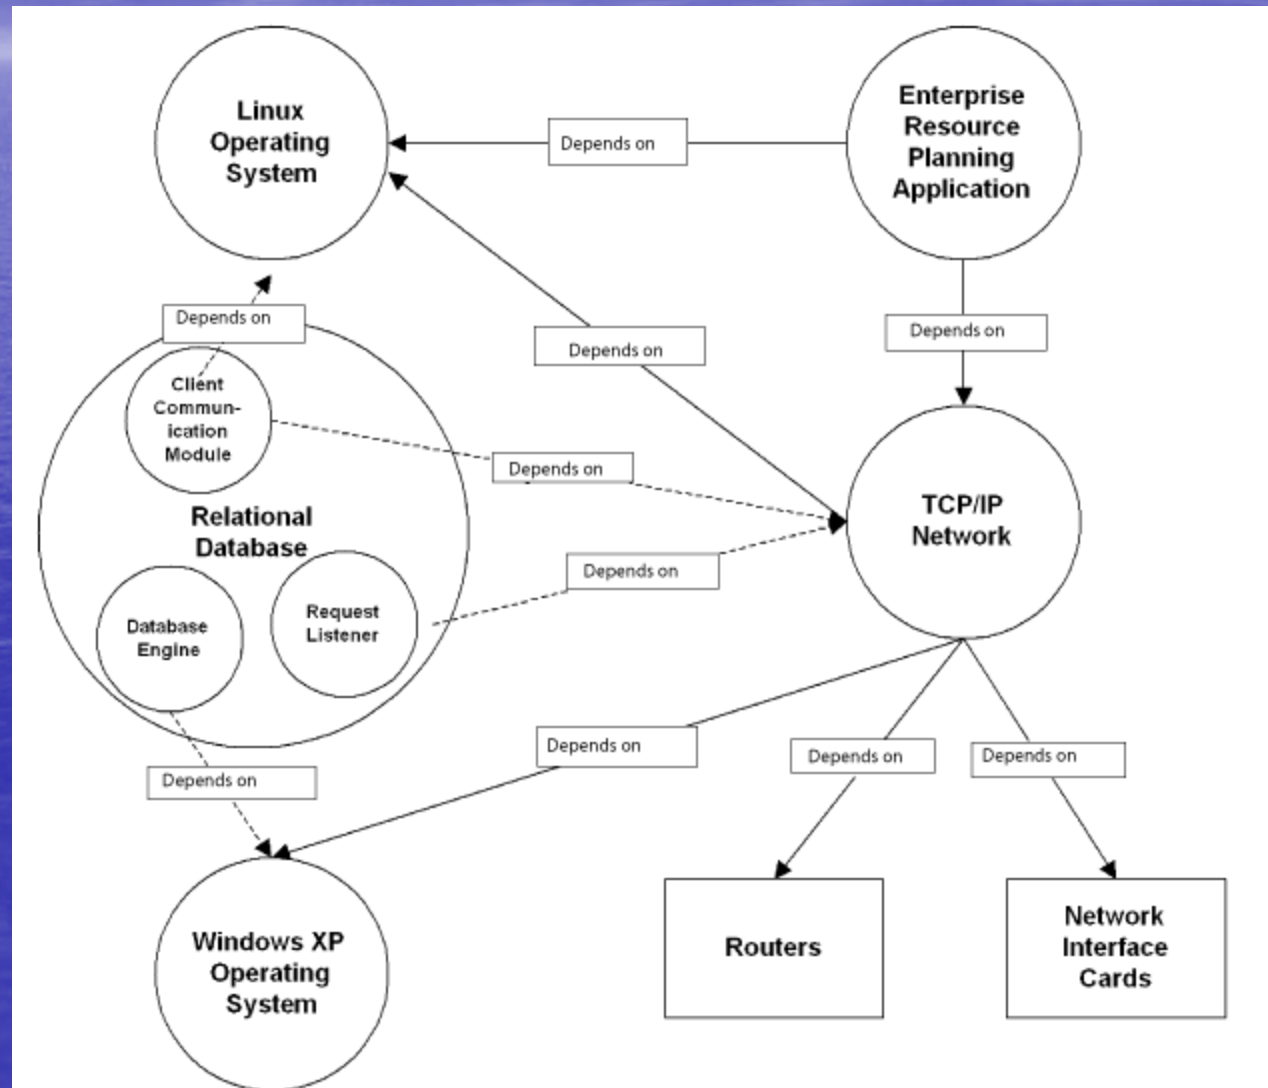 Linux
Operating
System
Depends on
Enterprise
Resource
Planning
Application
Depends on
Depends on
Depends on
Client
Commun-
ication
Module
Depends on
Relational
Database
TCP/IP
Network
Depends on
Request
Listener
Database
Engine
Depends on
Depends on
Depends on
Depends on
Windows XP
Operating
System
Routers
Network
Interface
Cards